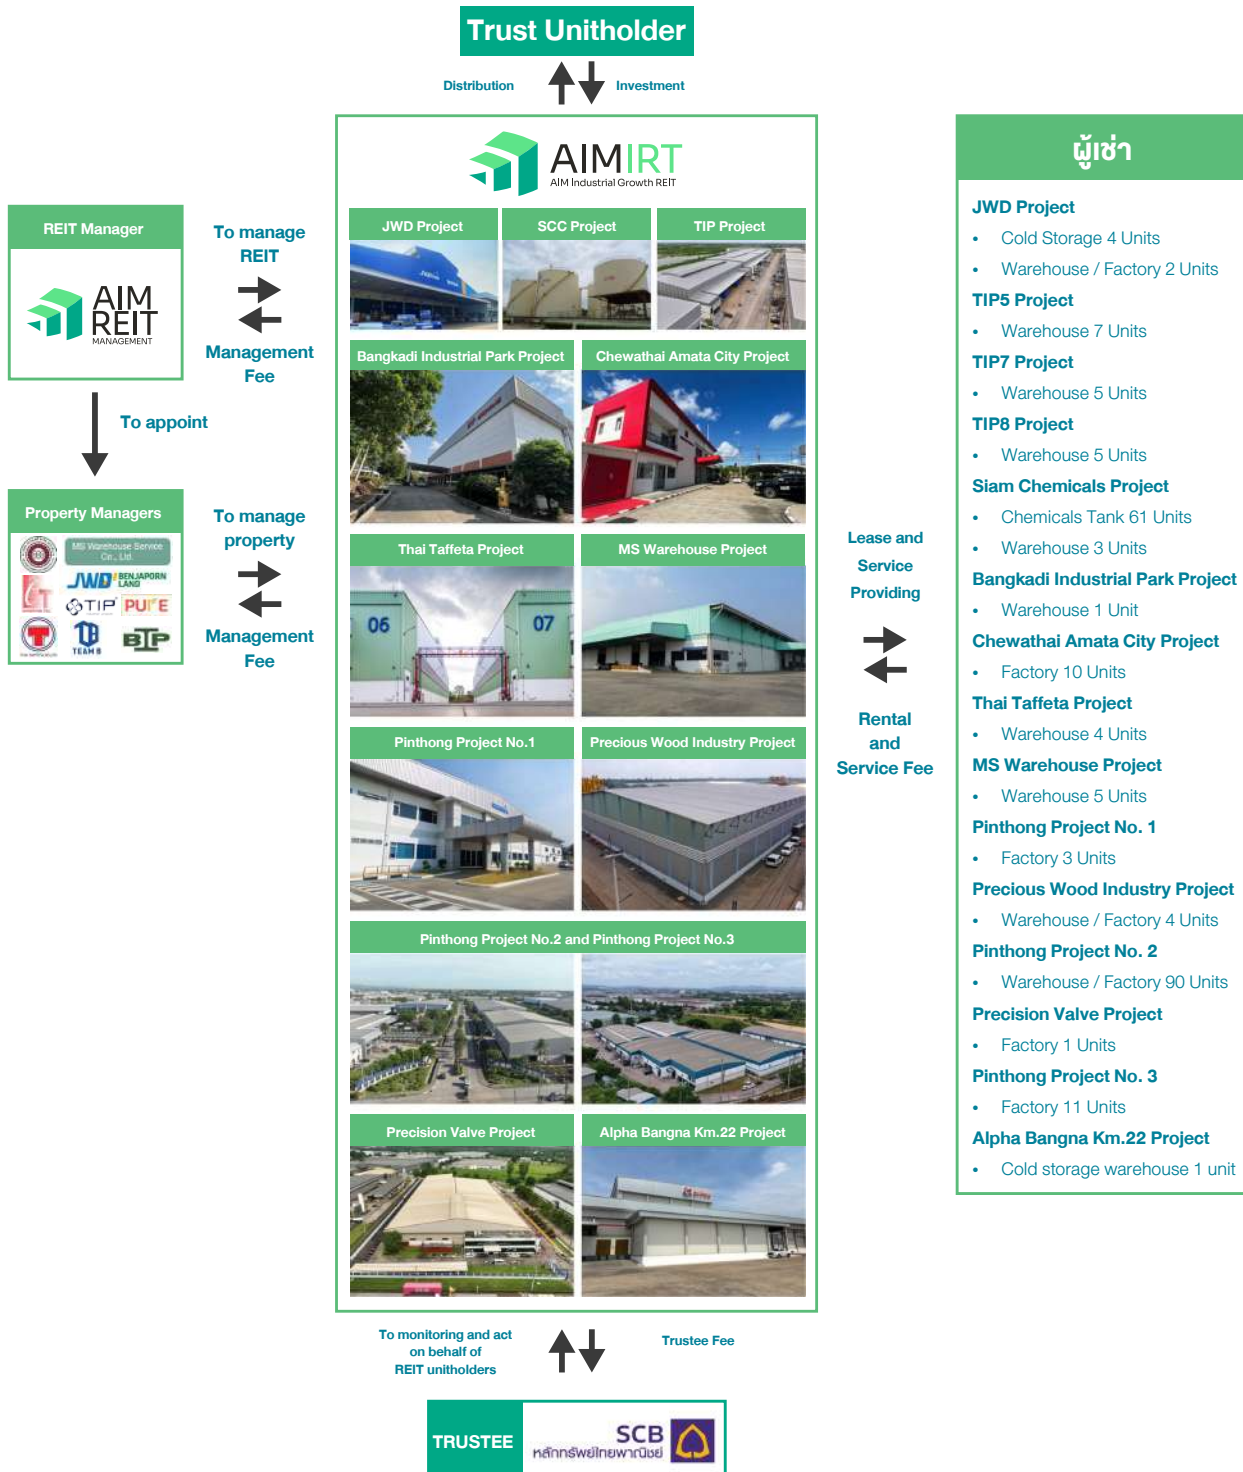 Trust Unitholder
Distribution
Investment
AIMIRT
AIM Industrial Growth REIT
JWD Project
SCC Project
TIP Project
Bangkadi Industrial Park Project
Chewathai Amata City Project
Thai Taffeta Project
MS Warehouse Project
06
07
Pinthong Project No.1
Precious Wood Industry Project
Pinthong Project No.2 and Pinthong Project No.3
Precision Valve Project
Alpha Bangna Km.22 Project
REIT Manager
AIM
REIT
MANAGEMENT
To manage
REIT
Management
Fee
To appoint
Property Managers
MS Warehouse Service
Co., Ltd.
JWD
BENJAPORN
LAND
TIP
T
TEAM B
BTP
To manage
property
Management
Fee
Lease and
Service
Providing
Rental
and
Service Fee
ผู้เช่า
JWD Project
• Cold Storage 4 Units
• Warehouse / Factory 2 Units
TIP5 Project
• Warehouse 7 Units
TIP7 Project
• Warehouse 5 Units
TIP8 Project
• Warehouse 5 Units
Siam Chemicals Project
• Chemicals Tank 61 Units
• Warehouse 3 Units
Bangkadi Industrial Park Project
• Warehouse 1 Unit
Chewathai Amata City Project
• Factory 10 Units
Thai Taffeta Project
• Warehouse 4 Units
MS Warehouse Project
• Warehouse 5 Units
Pinthong Project No. 1
• Factory 3 Units
Precious Wood Industry Project
• Warehouse / Factory 4 Units
Pinthong Project No. 2
• Warehouse / Factory 90 Units
Precision Valve Project
• Factory 1 Units
Pinthong Project No. 3
• Factory 11 Units
Alpha Bangna Km.22 Project
• Cold storage warehouse 1 unit
To monitoring and act
on behalf of
REIT unitholders
Trustee Fee
TRUSTEE
SCB
หลักทรัพย์ไทยพาณิชย์